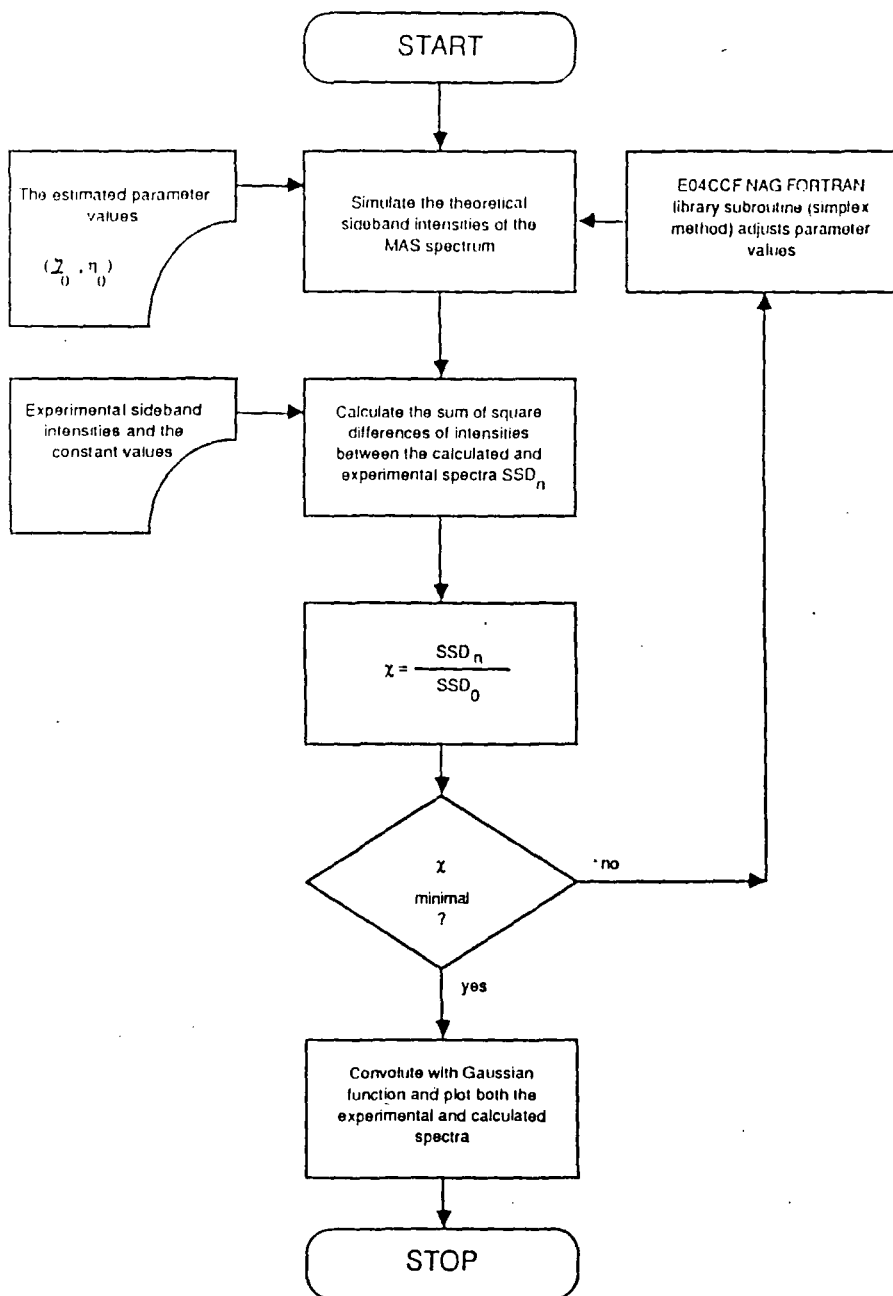 START
The estimated parameter
values
( 𝒥0 , η0 )
Simulate the theoretical
sideband intensities of the
MAS spectrum
E04CCF NAG FORTRAN
library subroutine (simplex
method) adjusts parameter
values
Experimental sideband
intensities and the
constant values
Calculate the sum of square
differences of intensities
between the calculated and
experimental spectra SSDn
χ = SSDn
SSD0
χ
minimal
?
no
yes
Convolute with Gaussian
function and plot both the
experimental and calculated
spectra
STOP